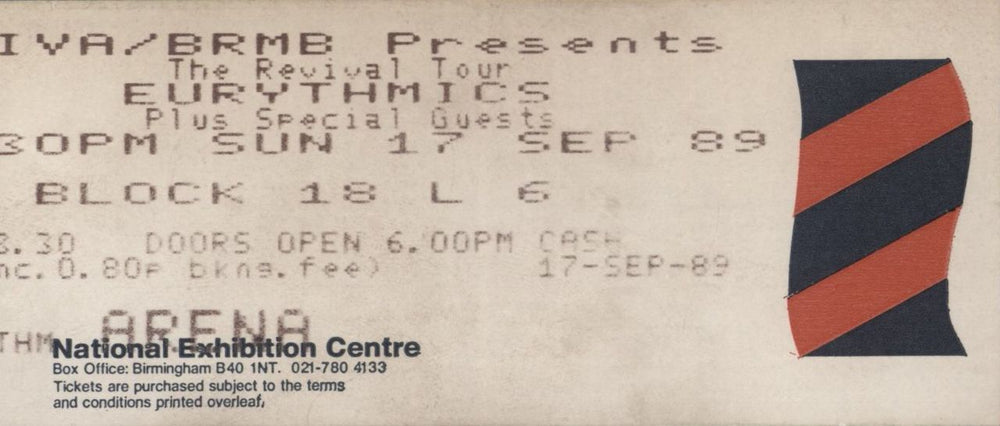 IVA/BRMB Presents
The Revival Tour
EURYTHMICS
Plus Special Guests
30PM SUN 17 SEP 89
BLOCK 18 L 6
8.30 DOORS OPEN 6.00PM CASH
nc.0.80p bkng.fee) 17-SEP-89
THM ARENA
National Exhibition Centre
Box Office: Birmingham B40 1NT. 021-780 4133
Tickets are purchased subject to the terms
and conditions printed overleaf,